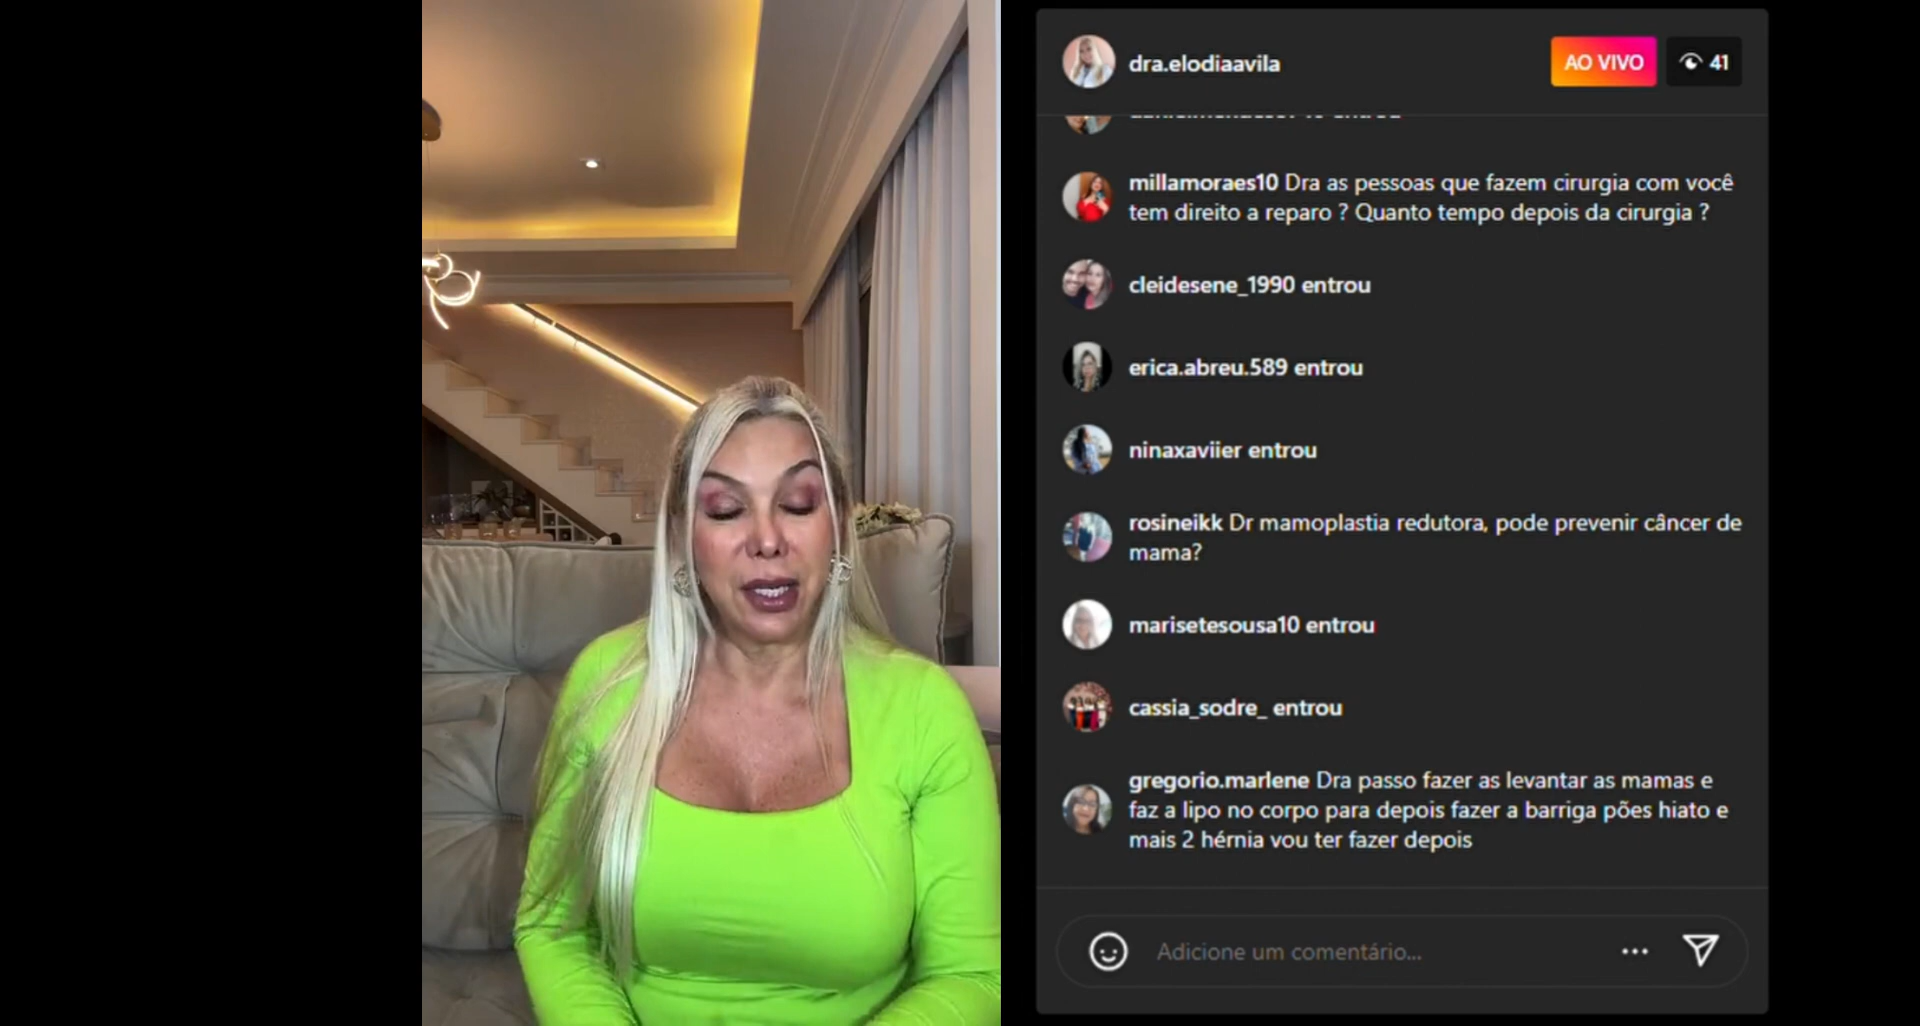 dra.elodiaavila
AO VIVO
41
millamoraes10 Dra as pessoas que fazem cirurgia com você
tem direito a reparo ? Quanto tempo depois da cirurgia ?
cleidesene_1990 entrou
erica.abreu.589 entrou
ninaxaviier entrou
rosineikk Dr mamoplastia redutora, pode prevenir câncer de
mama?
marisetesousa10 entrou
cassia_sodre_ entrou
gregorio.marlene Dra passo fazer as levantar as mamas e
faz a lipo no corpo para depois fazer a barriga pões hiato e
mais 2 hérnia vou ter fazer depois
Adicione um comentário...